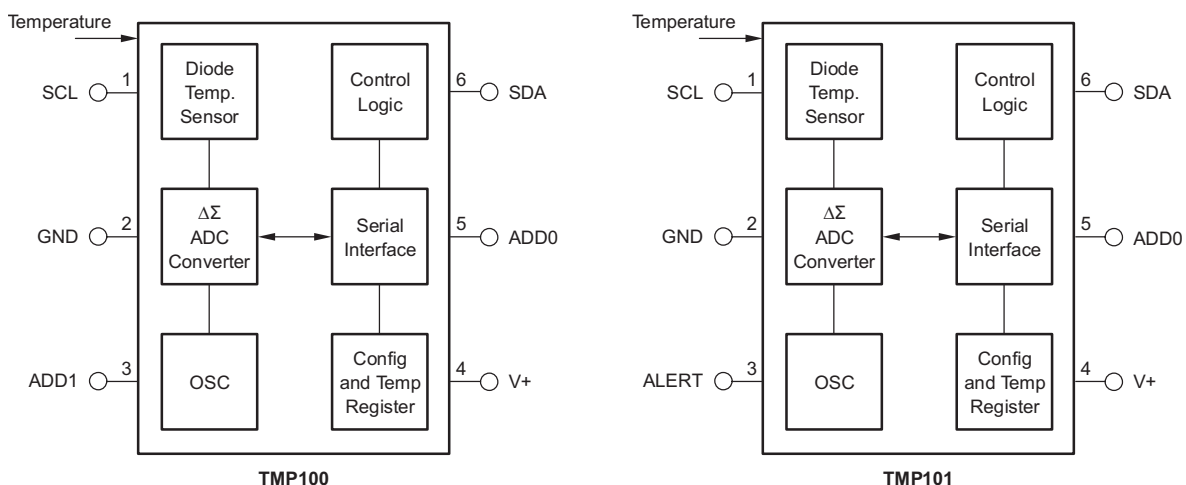 Temperature
SCL
1
Diode
Temp.
Sensor
Control
Logic
6
SDA
GND
2
ΔΣ
ADC
Converter
Serial
Interface
5
ADD0
ADD1
3
OSC
Config
and Temp
Register
4
V+
TMP100
Temperature
SCL
1
Diode
Temp.
Sensor
Control
Logic
6
SDA
GND
2
ΔΣ
ADC
Converter
Serial
Interface
5
ADD0
ALERT
3
OSC
Config
and Temp
Register
4
V+
TMP101